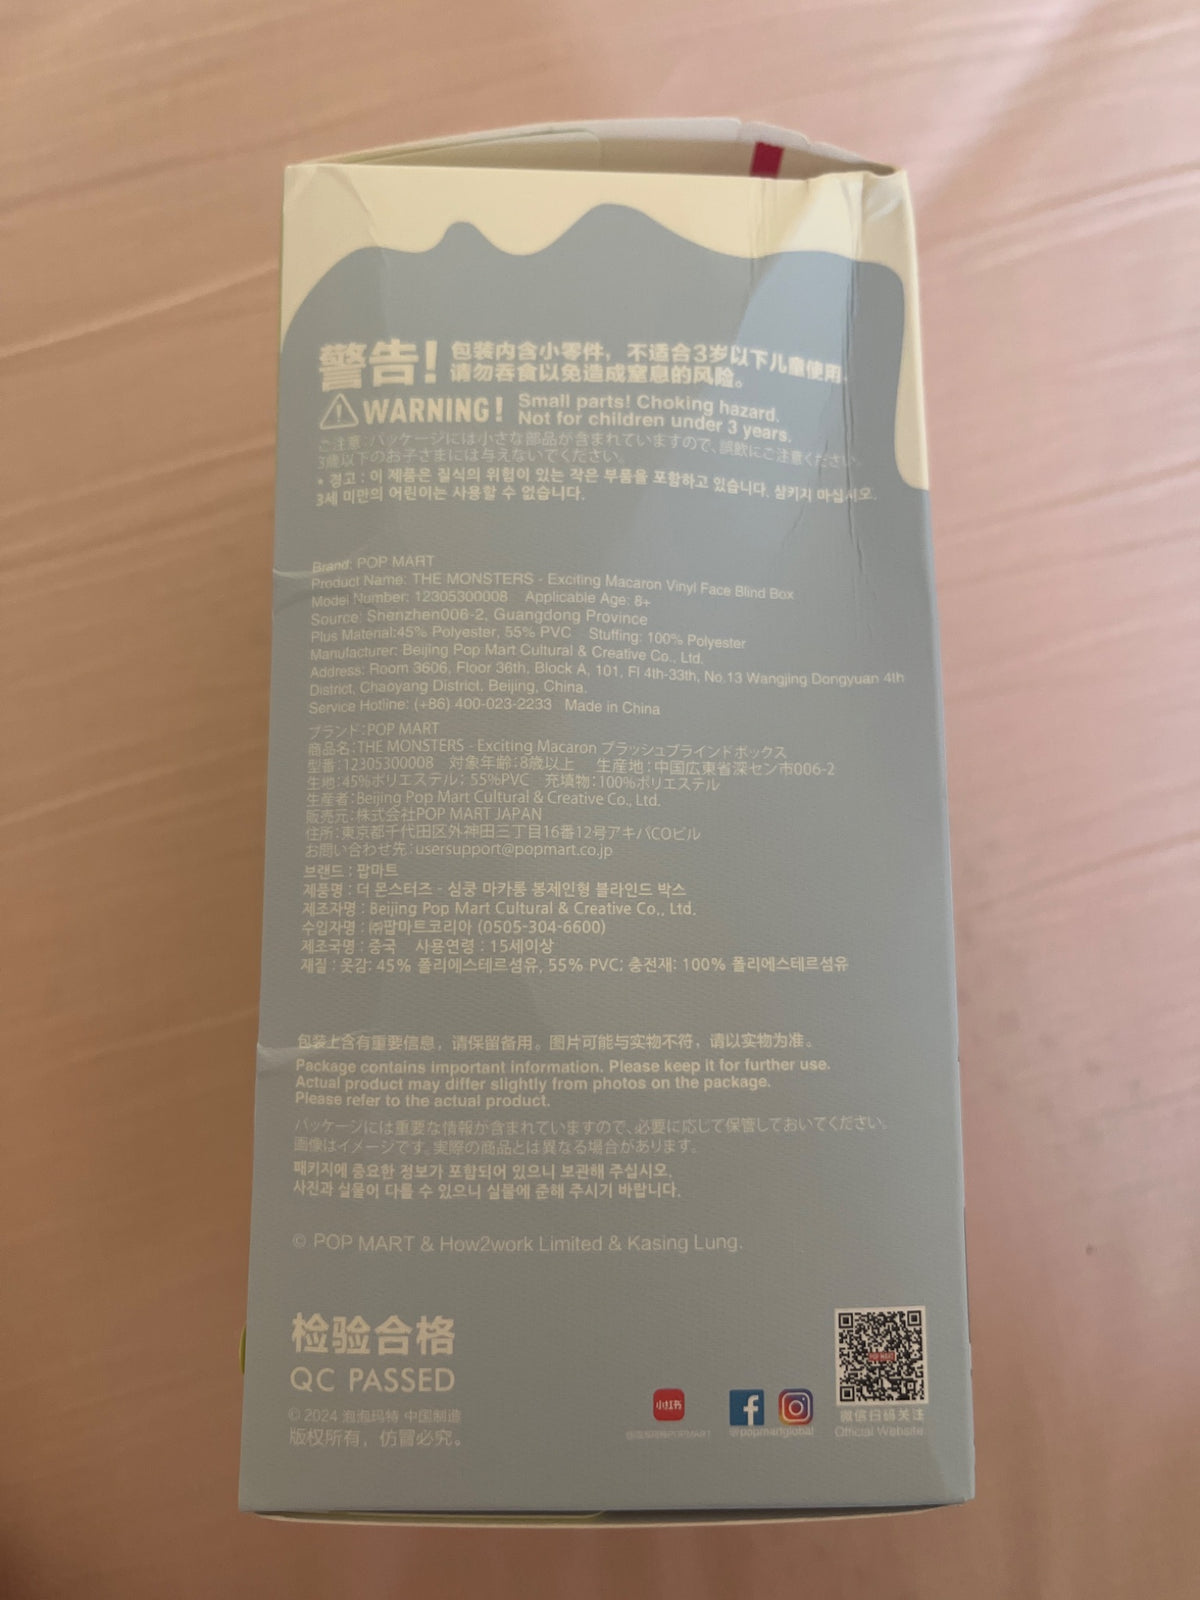 警告!
包装内含小零件，不适合3岁以下儿童使用，
请勿吞食以免造成窒息的风险。
WARNING!
Small parts! Choking hazard.
Not for children under 3 years.
ご注意:パッケージには小さな部品が含まれていますので、誤飲にご注意ください。
3歳以下のお子さまには与えないでください。
• 경고 : 이 제품은 질식의 위험이 있는 작은 부품을 포함하고 있습니다. 삼키지 마십시오.
3세 미만의 어린이는 사용할 수 없습니다.
Brand: POP MART
Product Name: THE MONSTERS - Exciting Macaron Vinyl Face Blind Box
Model Number: 12305300008 Applicable Age: 8+
Source: Shenzhen006-2, Guangdong Province
Plus Material:45% Polyester, 55% PVC Stuffing: 100% Polyester
Manufacturer: Beijing Pop Mart Cultural & Creative Co., Ltd.
Address: Room 3606, Floor 36th, Block A, 101, Fl 4th-33th, No.13 Wangjing Dongyuan 4th
District, Chaoyang District, Beijing, China.
Service Hotline: (+86) 400-023-2233 Made in China
ブランド:POP MART
商品名:THE MONSTERS - Exciting Macaron プラッシュブラインドボックス
型番:12305300008 対象年齢:8歳以上 生産地:中国広東省深セン市006-2
生地:45%ポリエステル; 55%PVC 充填物:100%ポリエステル
生産者:Beijing Pop Mart Cultural & Creative Co., Ltd.
販売元:株式会社POP MART JAPAN
住所:東京都千代田区外神田三丁目16番12号アキバCOビル
お問い合わせ先:usersupport@popmart.co.jp
브랜드 : 팝마트
제품명 : 더 몬스터즈 - 심쿵 마카롱 봉제인형 블라인드 박스
제조자명 : Beijing Pop Mart Cultural & Creative Co., Ltd.
수입자명 : ㈜팝마트코리아 (0505-304-6600)
제조국명 : 중국 사용연령 : 15세이상
재질 : 옷감: 45% 폴리에스테르섬유, 55% PVC; 충전재: 100% 폴리에스테르섬유
包装上含有重要信息，请保留备用。图片可能与实物不符，请以实物为准。
Package contains important information. Please keep it for further use.
Actual product may differ slightly from photos on the package.
Please refer to the actual product.
パッケージには重要な情報が含まれていますので、必要に応じて保管しておいてください。
画像はイメージです。実際の商品とは異なる場合があります。
패키지에 중요한 정보가 포함되어 있으니 보관해 주십시오.
사진과 실물이 다를 수 있으니 실물에 준해 주시기 바랍니다.
© POP MART & How2work Limited & Kasing Lung.
检验合格
QC PASSED
© 2024 泡泡玛特 中国制造
版权所有，仿冒必究。
小红书
@泡泡玛特POPMART
@popmartglobal
POP MART
微信扫码关注
Official Website